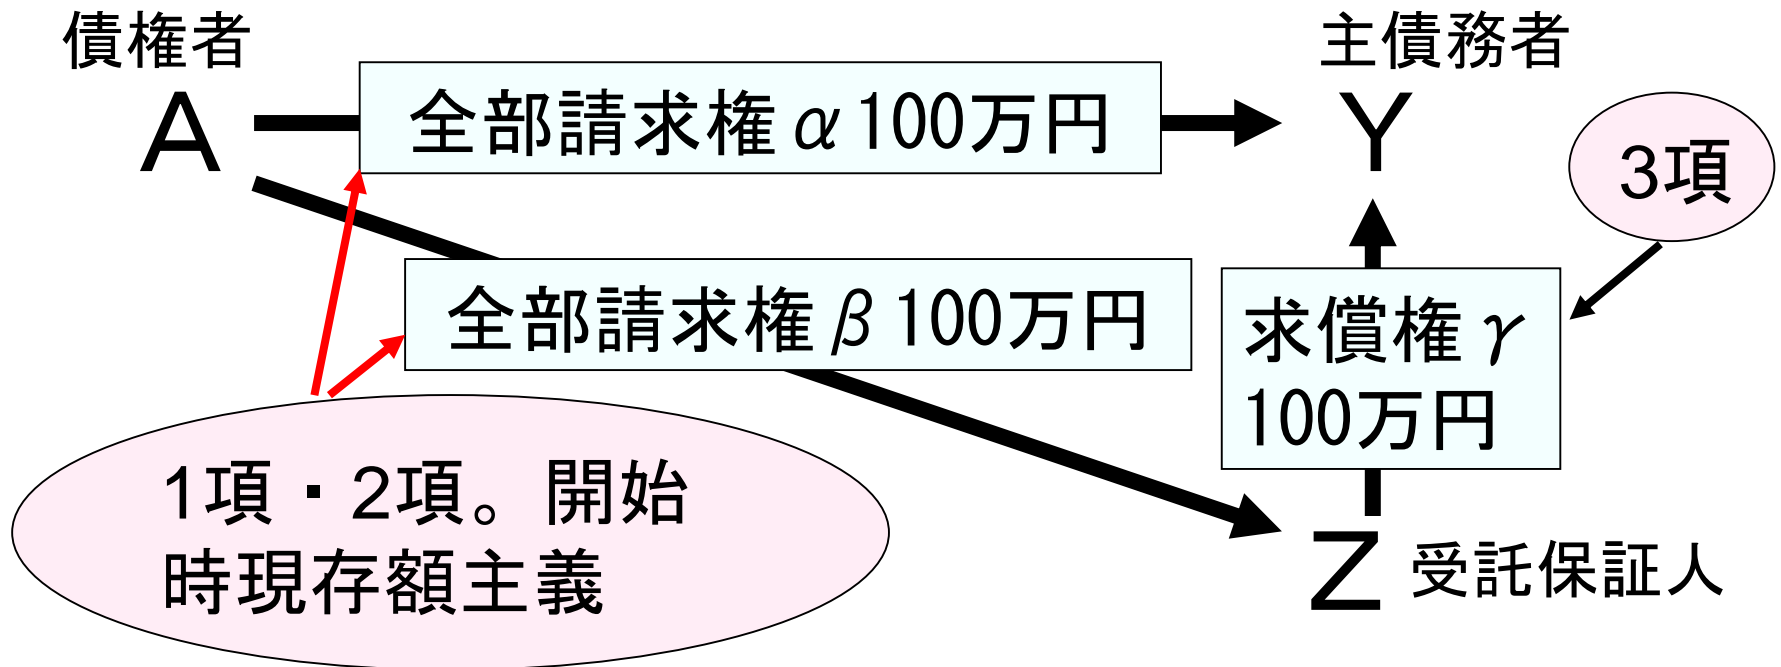 債権者
主債務者
A
全部請求権α100万円
Y
3項
全部請求権β100万円
求償権γ
100万円
1項・2項。開始
時現存額主義
Z 受託保証人